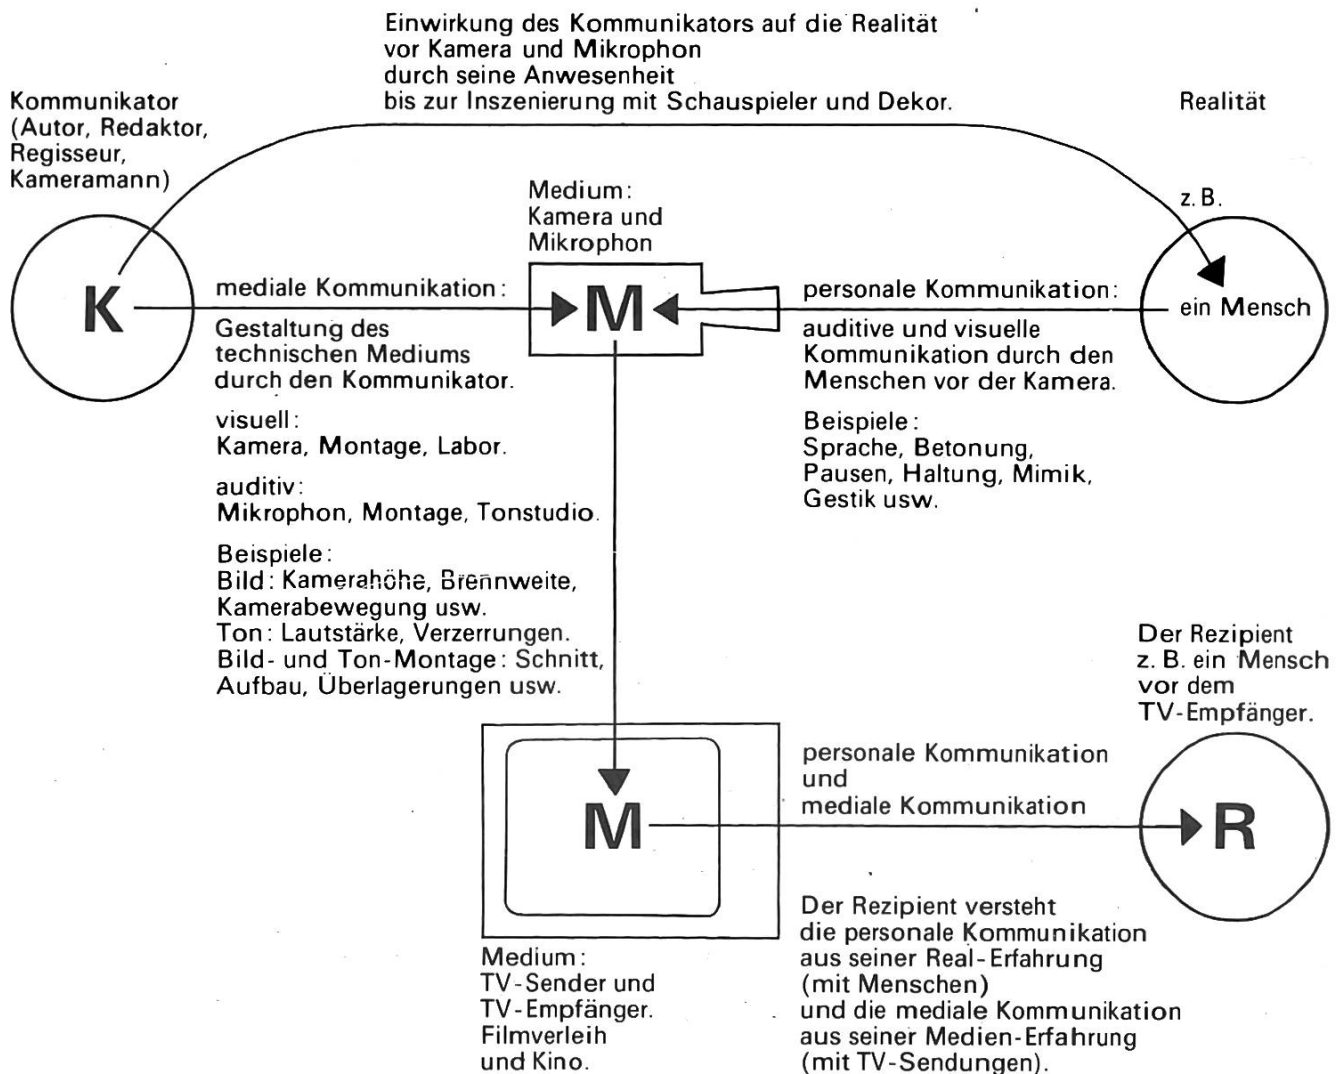 Einwirkung des Kommunikators auf die Realität
vor Kamera und Mikrophon
durch seine Anwesenheit
bis zur Inszenierung mit Schauspieler und Dekor.
Kommunikator
(Autor, Redaktor,
Regisseur,
Kameramann)
Realität
z. B.
Medium:
Kamera und
Mikrophon
K
mediale Kommunikation:
M
personale Kommunikation:
ein Mensch
Gestaltung des
technischen Mediums
durch den Kommunikator.
visuell:
Kamera, Montage, Labor.
auditiv:
Mikrophon, Montage, Tonstudio.
Beispiele:
Bild: Kamerahöhe, Brennweite,
Kamerabewegung usw.
Ton: Lautstärke, Verzerrungen.
Bild- und Ton-Montage: Schnitt,
Aufbau, Überlagerungen usw.
auditive und visuelle
Kommunikation durch den
Menschen vor der Kamera.
Beispiele:
Sprache, Betonung,
Pausen, Haltung, Mimik,
Gestik usw.
Der Rezipient
z. B. ein Mensch
vor dem
TV-Empfänger.
M
personale Kommunikation
und
mediale Kommunikation
R
Medium:
TV-Sender und
TV-Empfänger.
Filmverleih
und Kino.
Der Rezipient versteht
die personale Kommunikation
aus seiner Real-Erfahrung
(mit Menschen)
und die mediale Kommunikation
aus seiner Medien-Erfahrung
(mit TV-Sendungen).